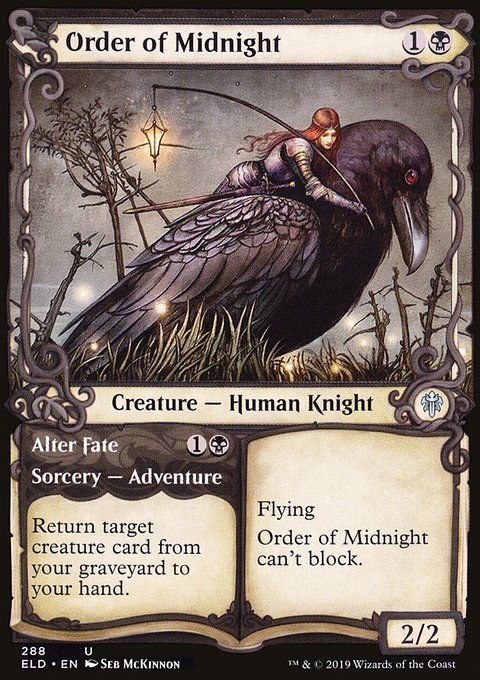 Order of Midnight 1
Creature — Human Knight
Alter Fate 1
Sorcery — Adventure
Return target
creature card from
your graveyard to
your hand.
Flying
Order of Midnight
can't block.
2/2
288 U
ELD • EN SEB MCKINNON
™ & © 2019 Wizards of the Coast